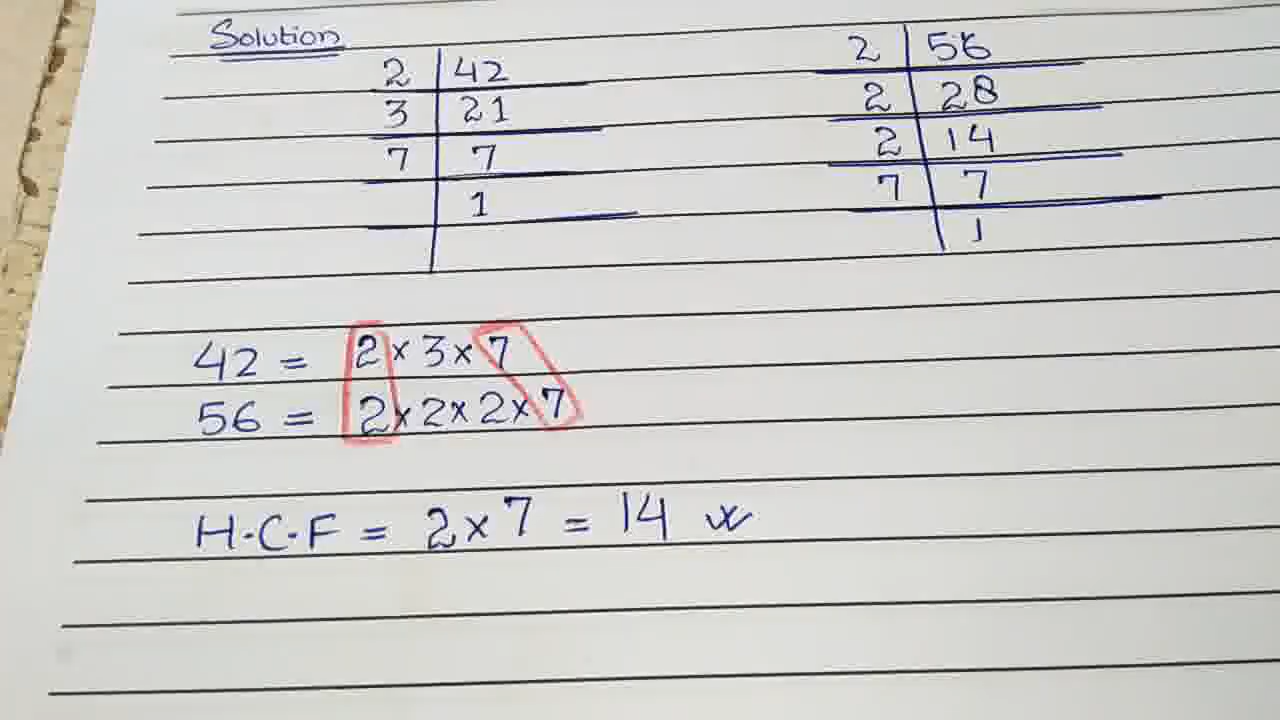 Solution
2 | 42
3 | 21
7 | 7
1
2 | 56
2 | 28
2 | 14
7 | 7
1
42 = 2 × 3 × 7
56 = 2 × 2 × 2 × 7
H.C.F = 2 × 7 = 14